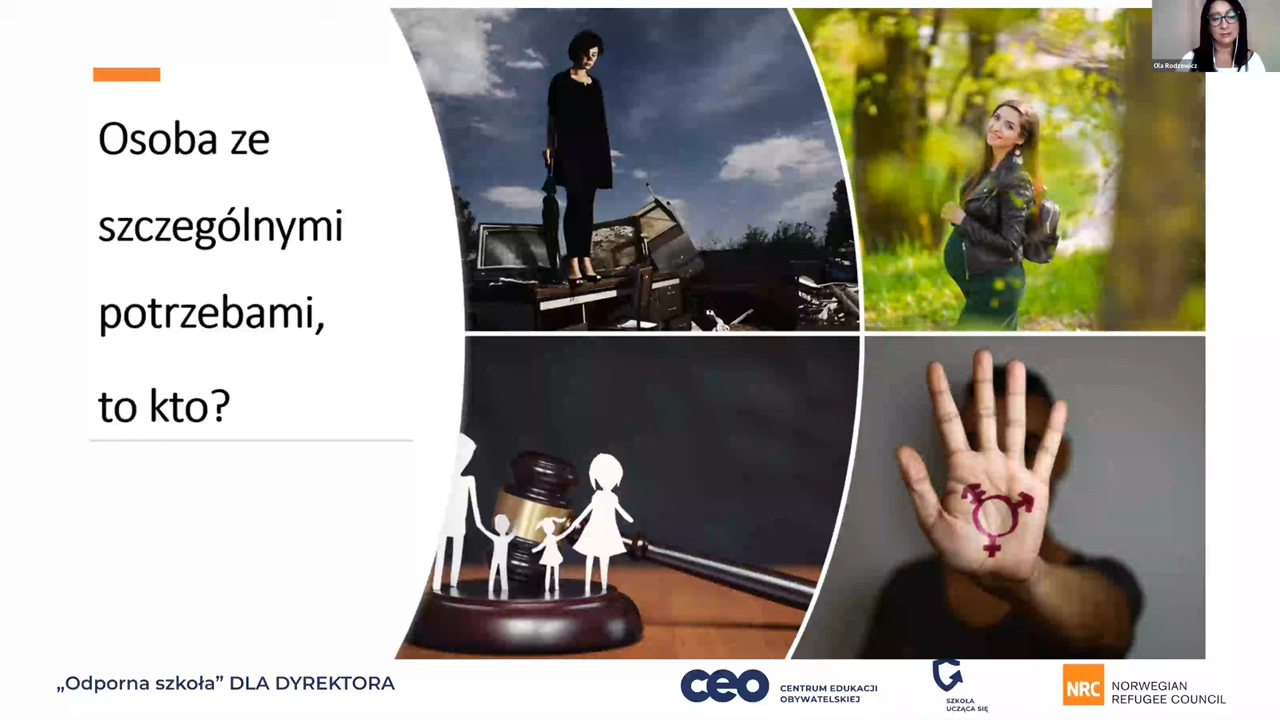 Osoba ze
szczególnymi
potrzebami,
to kto?
Ola Rodzewicz
„Odporna szkoła” DLA DYREKTORA
ceo
CENTRUM EDUKACJI
OBYWATELSKIEJ
SZKOŁA
UCZĄCA SIĘ
NRC
NORWEGIAN
REFUGEE COUNCIL